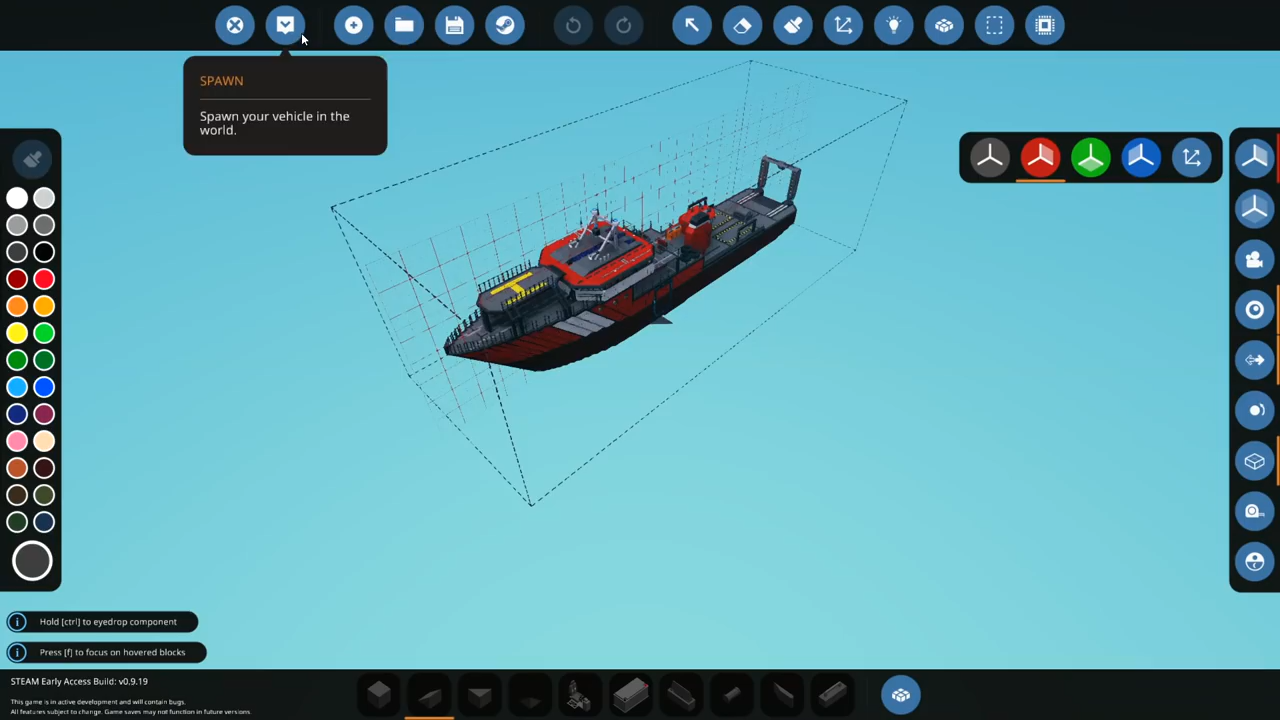 SPAWN
Spawn your vehicle in the
world.
Hold [ctrl] to eyedrop component
Press [f] to focus on hovered blocks
STEAM Early Access Build: v0.9.19
This game is in active development and will contain bugs.
All features subject to change. Game saves may not function in future versions.